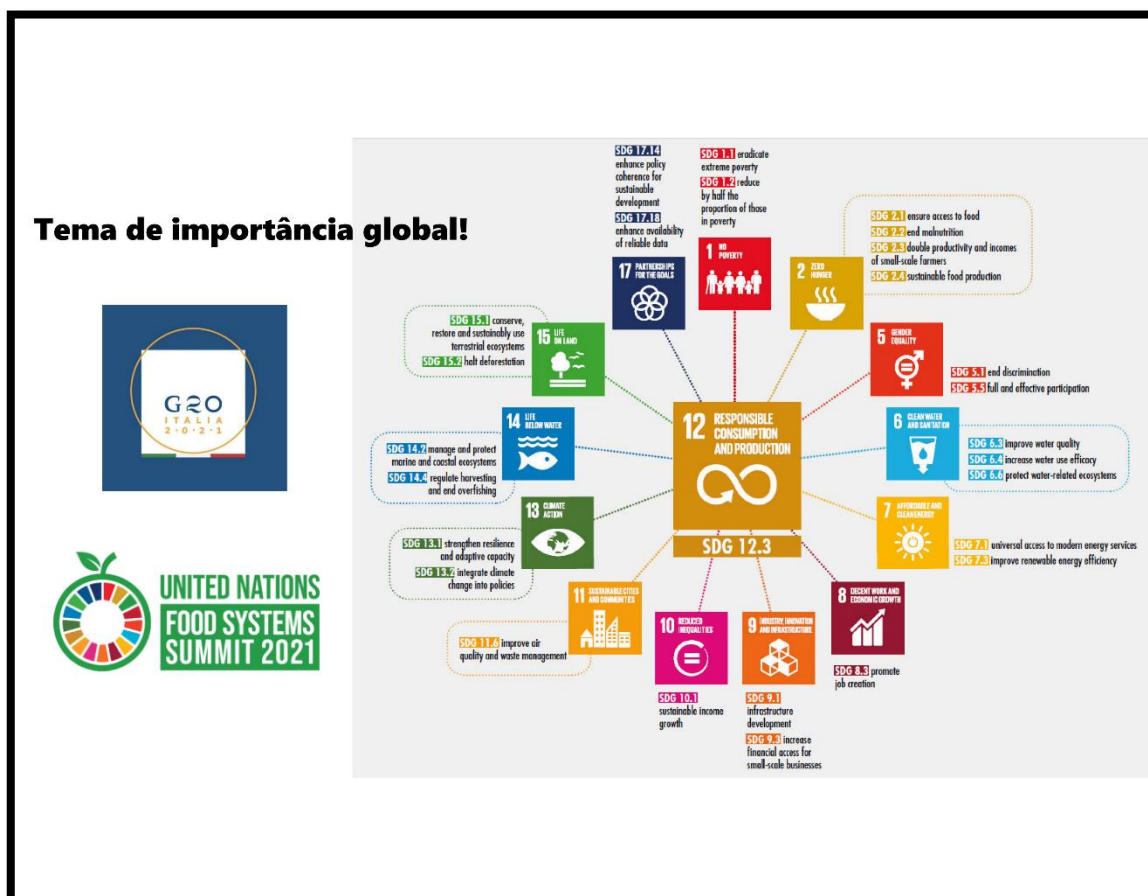 Tema de importância global!
G20
ITALIA
2·0·2·1
UNITED NATIONS
FOOD SYSTEMS
SUMMIT 2021
SDG 17.14
enhance policy
coherence for
sustainable
development
SDG 17.18
enhance availability
of reliable data
17 PARTNERSHIPS
FOR THE GOALS
SDG 1.1 eradicate
extreme poverty
SDG 1.2 reduce
by half the
proportion of those
in poverty
1 NO
POVERTY
2 ZERO
HUNGER
SDG 2.1 ensure access to food
SDG 2.2 end malnutrition
SDG 2.3 double productivity and incomes
of small-scale farmers
SDG 2.4 sustainable food production
5 GENDER
EQUALITY
SDG 5.1 end discrimination
SDG 5.5 full and effective participation
6 CLEAN WATER
AND SANITATION
SDG 6.3 improve water quality
SDG 6.4 increase water use efficacy
SDG 6.6 protect water-related ecosystems
7 AFFORDABLE AND
CLEAN ENERGY
SDG 7.1 universal access to modern energy services
SDG 7.3 improve renewable energy efficiency
8 DECENT WORK AND
ECONOMIC GROWTH
SDG 8.3 promote
job creation
9 INDUSTRY, INNOVATION
AND INFRASTRUCTURE
SDG 9.1
infrastructure
development
SDG 9.3 increase
financial access for
small-scale businesses
10 REDUCED
INEQUALITIES
SDG 10.1
sustainable income
growth
11 SUSTAINABLE CITIES
AND COMMUNITIES
SDG 11.6 improve air
quality and waste management
13 CLIMATE
ACTION
SDG 13.1 strengthen resilience
and adaptive capacity
SDG 13.2 integrate climate
change into policies
14 LIFE
BELOW WATER
SDG 14.2 manage and protect
marine and coastal ecosystems
SDG 14.4 regulate harvesting
and end overfishing
15 LIFE
ON LAND
SDG 15.1 conserve,
restore and sustainably use
terrestrial ecosystems
SDG 15.2 halt deforestation
12 RESPONSIBLE
CONSUMPTION
AND PRODUCTION
SDG 12.3